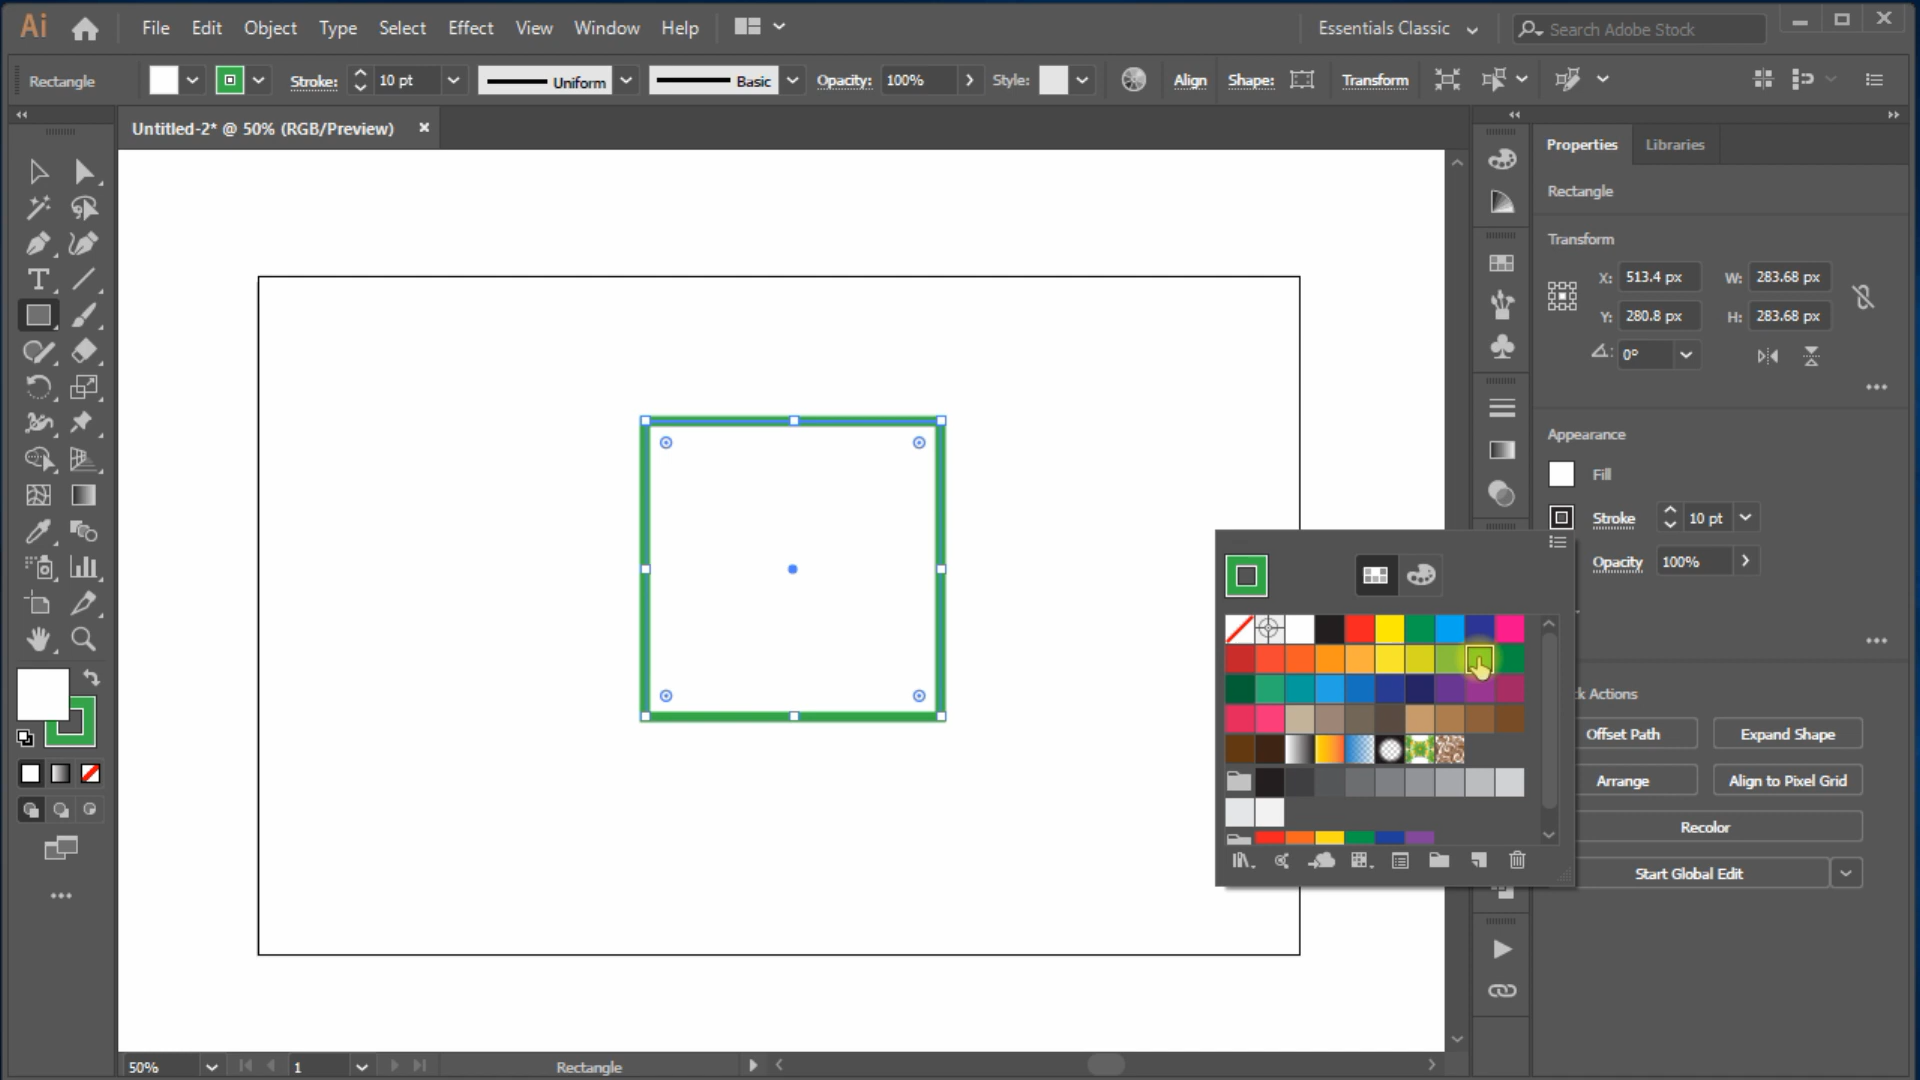 Ai File Edit Object Type Select Effect View Window Help Essentials Classic Search Adobe Stock
Rectangle Stroke: 10 pt Uniform Basic Opacity: 100% Style: Align Shape: Transform
Untitled-2* @ 50% (RGB/Preview)
Properties Libraries
Rectangle
Transform
X: 513.4 px W: 283.68 px
Y: 280.8 px H: 283.68 px
0°
Appearance
Fill
Stroke 10 pt
Opacity 100%
k Actions
Offset Path Expand Shape
Arrange Align to Pixel Grid
Recolor
Start Global Edit
50% 1 Rectangle